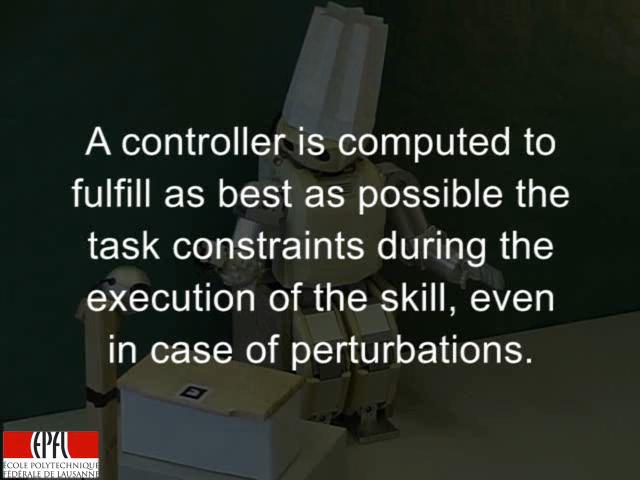 A controller is computed to
fulfill as best as possible the
task constraints during the
execution of the skill, even
in case of perturbations.
EPFL
ÉCOLE POLYTECHNIQUE
FÉDÉRALE DE LAUSANNE